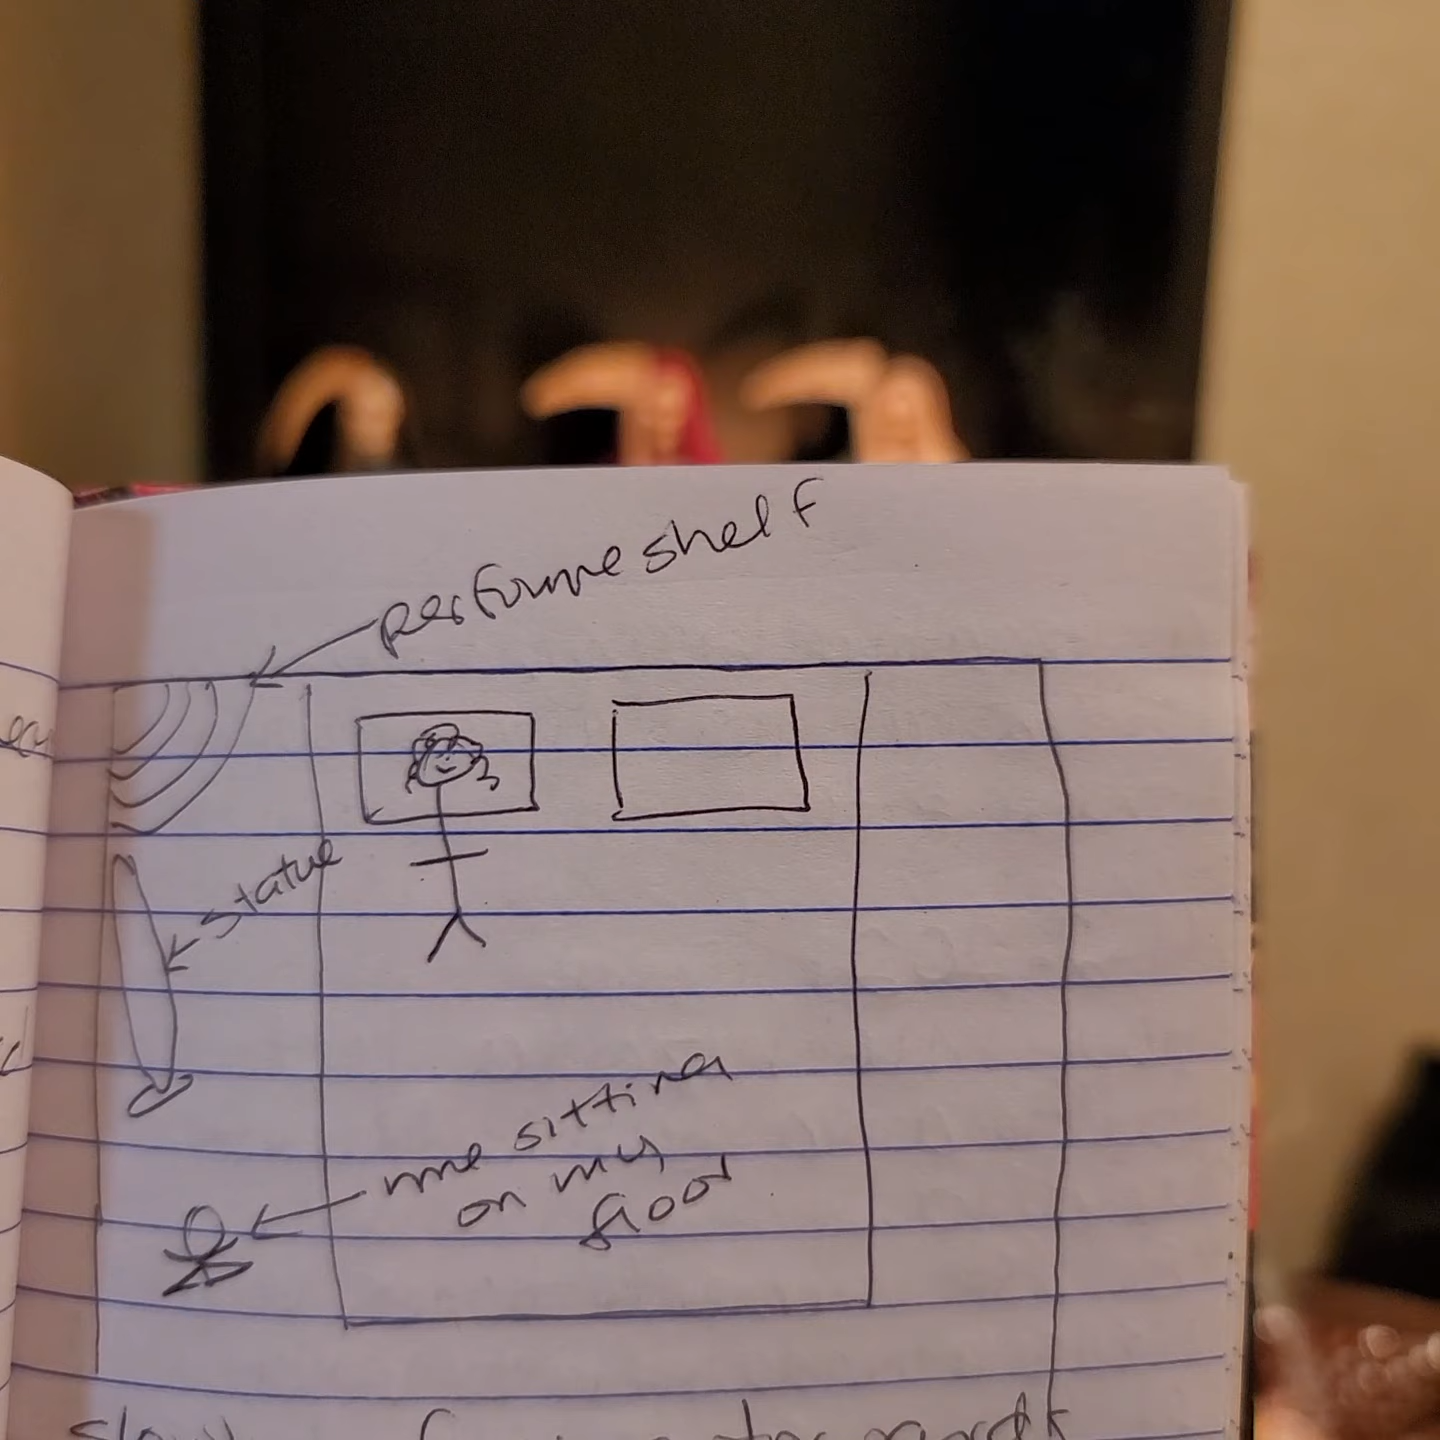 perfume shelf
statue
me sitting
on my
floor